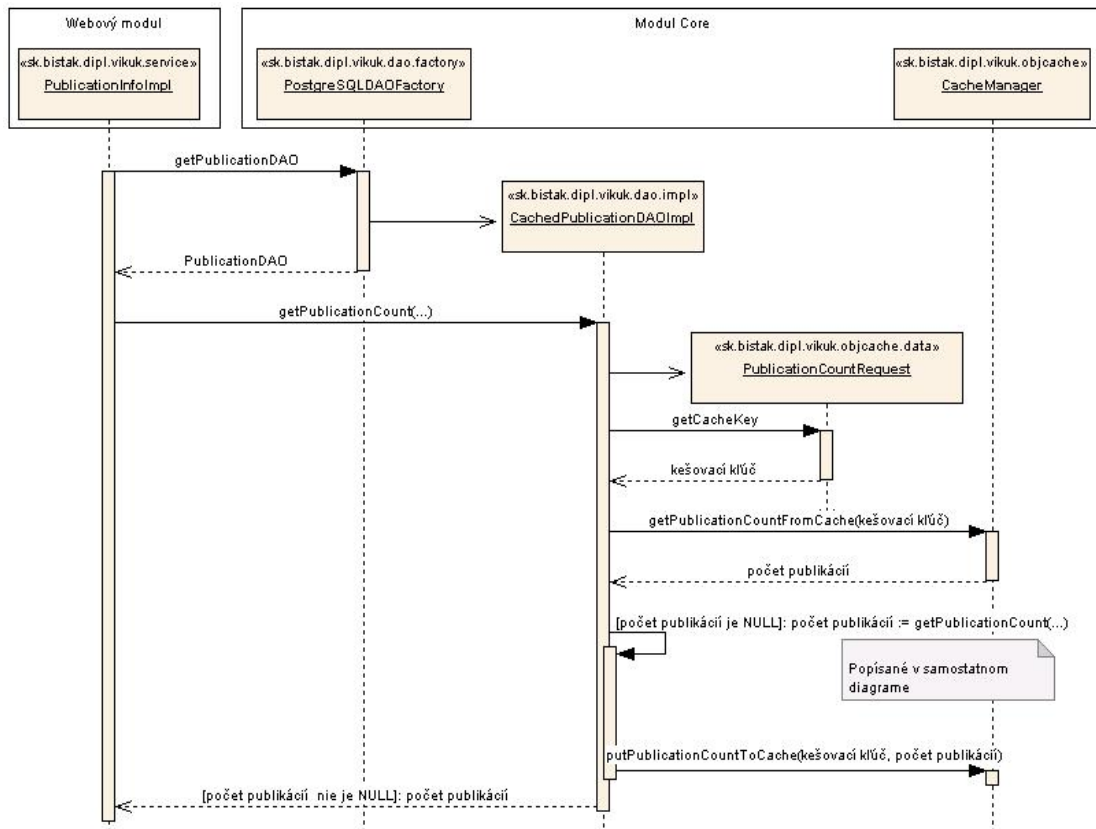 Webový modul
Modul Core
«sk.bistak.dipl.vikuk.service»
PublicationInfoImpl
«sk.bistak.dipl.vikuk.dao.factory»
PostgreSQLDAOFactory
«sk.bistak.dipl.vikuk.objcache»
CacheManager
getPublicationDAO
«sk.bistak.dipl.vikuk.dao.impl»
CachedPublicationDAOImpl
PublicationDAO
getPublicationCount(...)
«sk.bistak.dipl.vikuk.objcache.data»
PublicationCountRequest
getCacheKey
kešovací kľúč
getPublicationCountFromCache(kešovací kľúč)
počet publikácií
[počet publikácií je NULL]: počet publikácií := getPublicationCount(...)
Popísané v samostatnom
diagrame
putPublicationCountToCache(kešovací kľúč, počet publikácií)
[počet publikácií nie je NULL]: počet publikácií